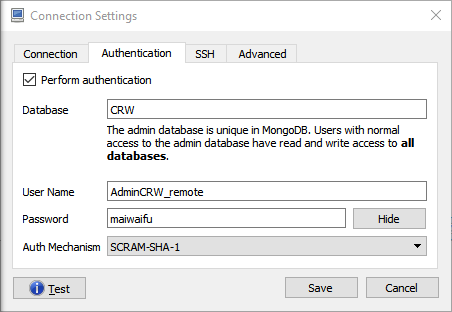 Connection Settings
Connection Authentication SSH Advanced
Perform authentication
Database CRW
The admin database is unique in MongoDB. Users with normal
access to the admin database have read and write access to all
databases.
User Name AdminCRW_remote
Password maiwaifu Hide
Auth Mechanism SCRAM-SHA-1
Test Save Cancel